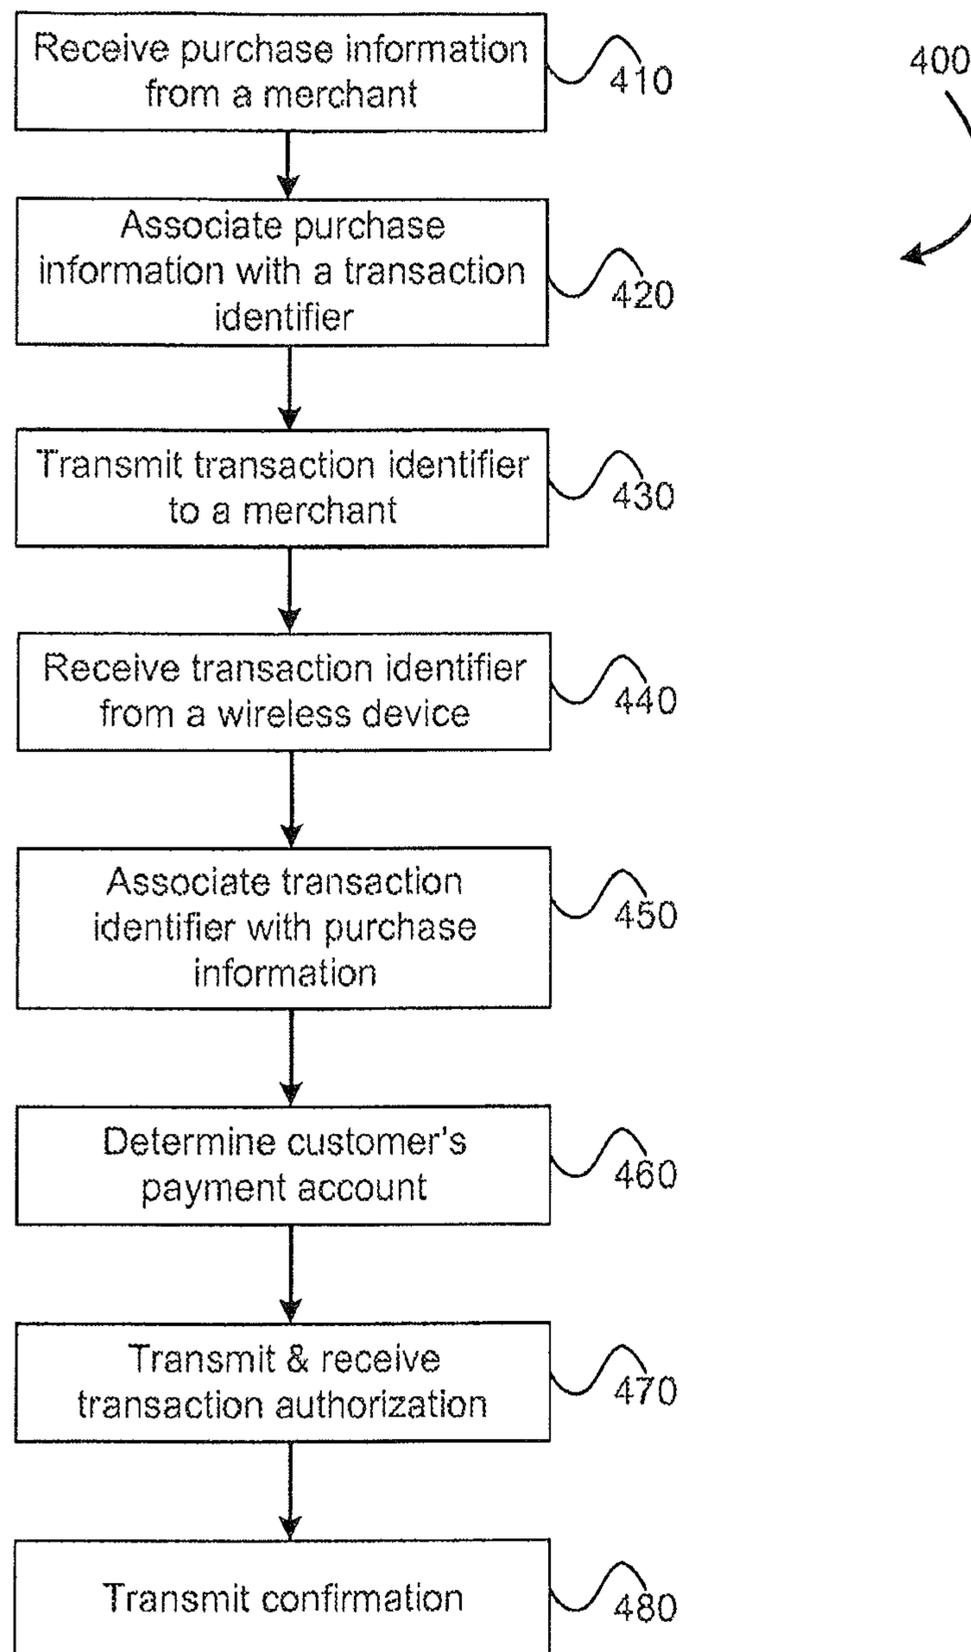 Receive purchase information
from a merchant
410
400
Associate purchase
information with a transaction
identifier
420
Transmit transaction identifier
to a merchant
430
Receive transaction identifier
from a wireless device
440
Associate transaction
identifier with purchase
information
450
Determine customer's
payment account
460
Transmit & receive
transaction authorization
470
Transmit confirmation
480